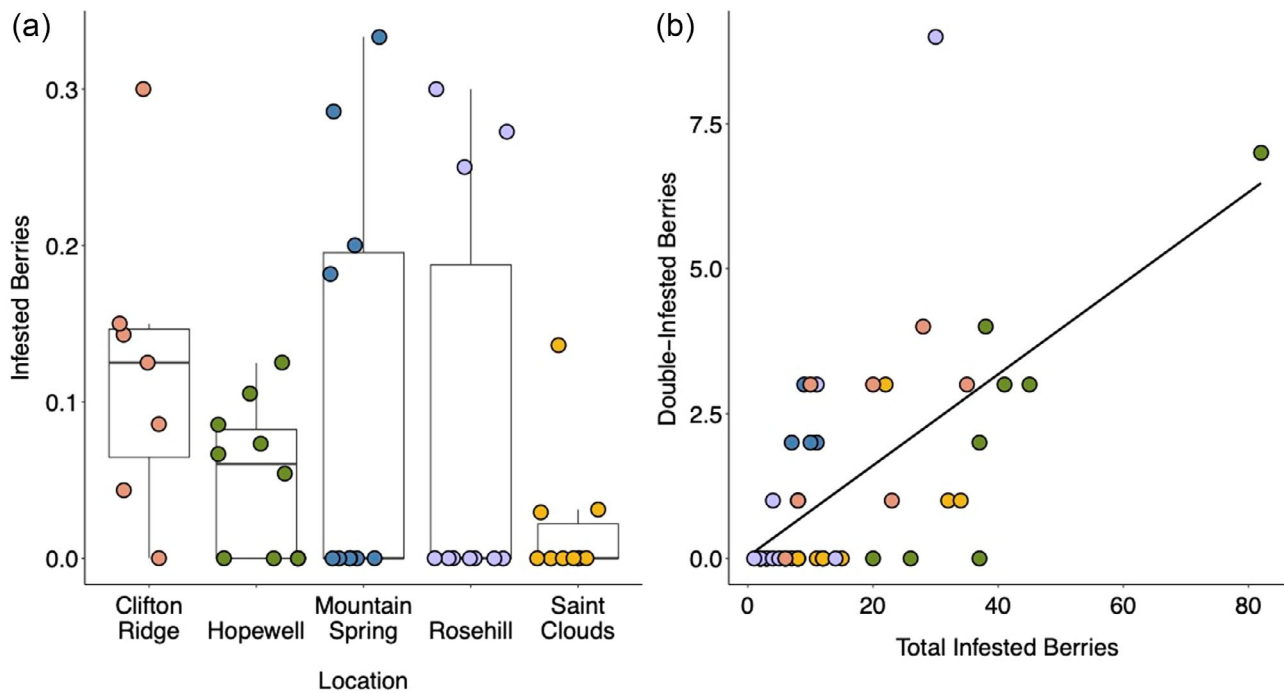 (a)
Infested Berries
0.3
0.2
0.1
0.0
Clifton
Ridge
Hopewell
Mountain
Spring
Rosehill
Saint
Clouds
Location
(b)
Double-Infested Berries
7.5
5.0
2.5
0.0
0
20
40
60
80
Total Infested Berries